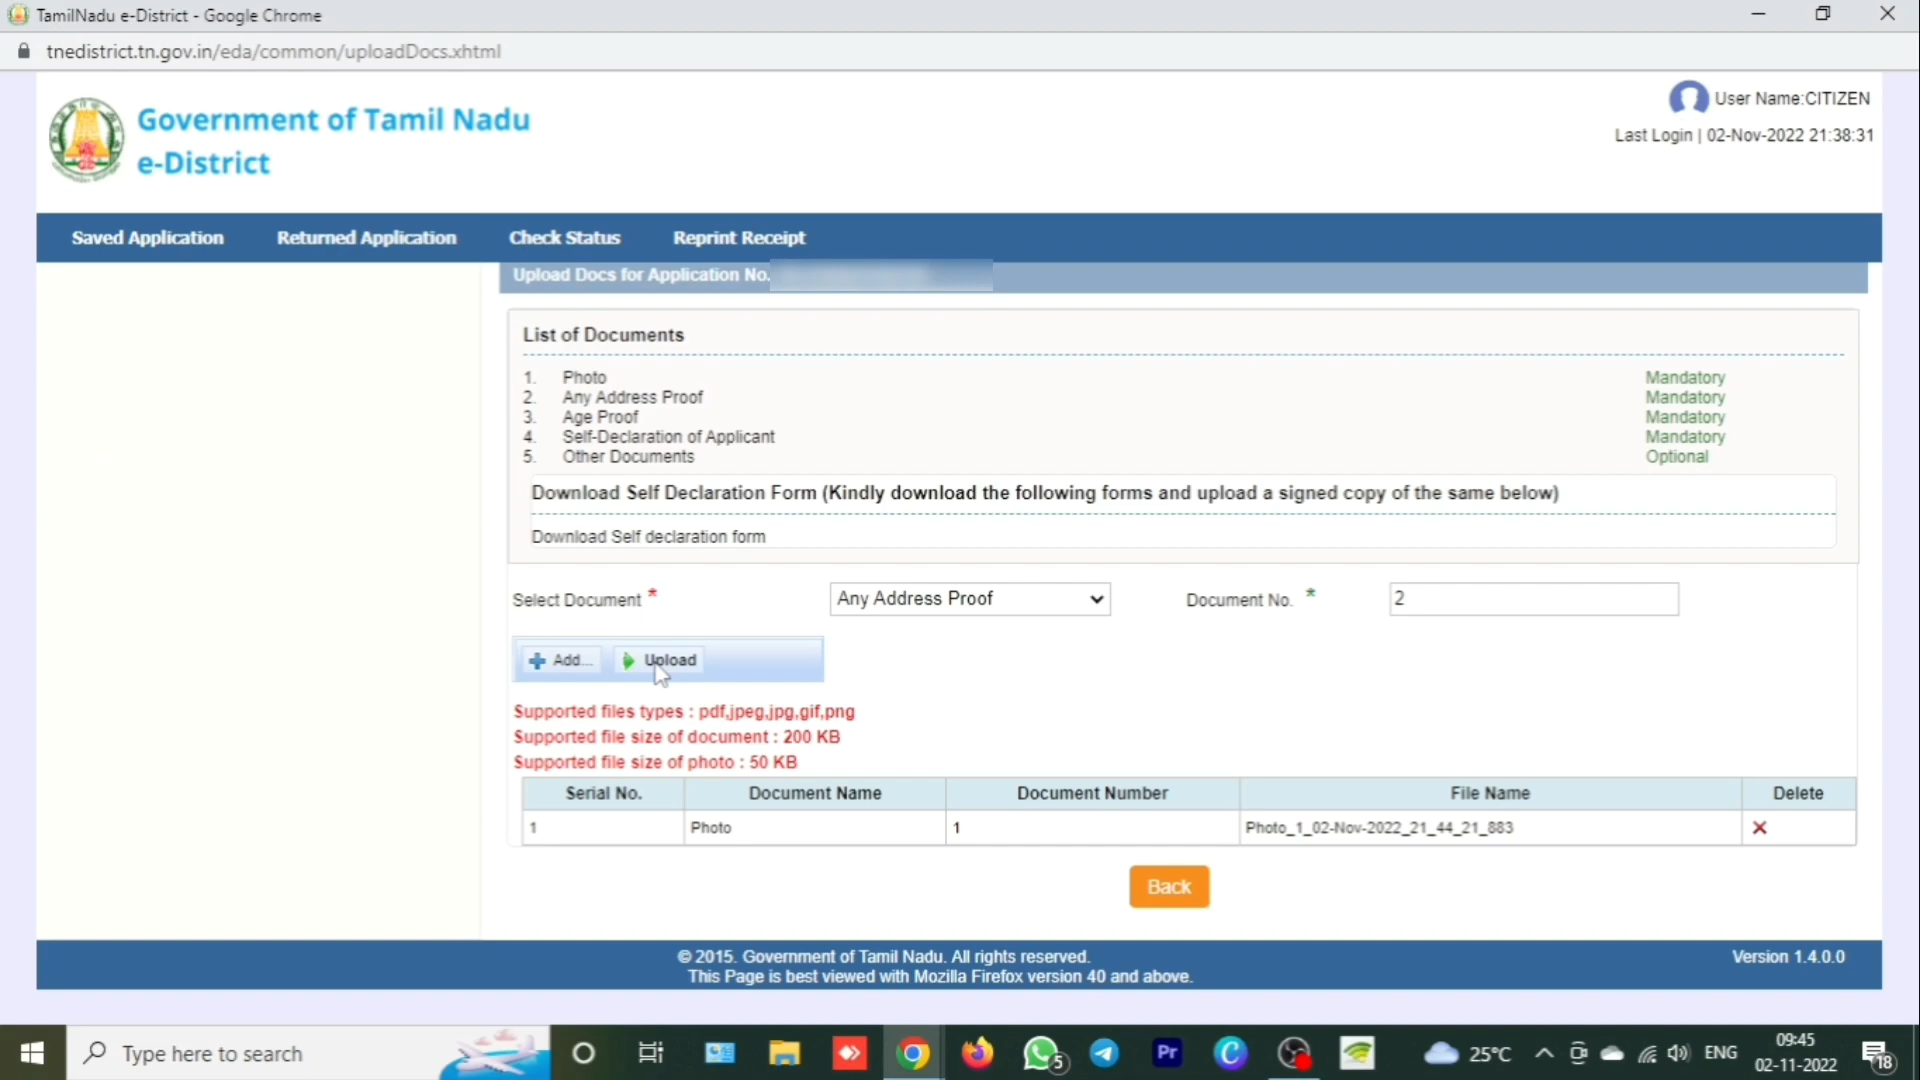 TamilNadu e-District - Google Chrome
tnedistrict.tn.gov.in/eda/common/uploadDocs.xhtml
Government of Tamil Nadu
e-District
User Name:CITIZEN
Last Login | 02-Nov-2022 21:38:31
Saved Application Returned Application Check Status Reprint Receipt
Upload Docs for Application No.
List of Documents
1. Photo Mandatory
2. Any Address Proof Mandatory
3. Age Proof Mandatory
4. Self-Declaration of Applicant Mandatory
5. Other Documents Optional
Download Self Declaration Form (Kindly download the following forms and upload a signed copy of the same below)
Download Self declaration form
Select Document * Any Address Proof Document No. * 2
Add... Upload
Supported files types : pdf,jpeg,jpg,gif,png
Supported file size of document : 200 KB
Supported file size of photo : 50 KB
Serial No. Document Name Document Number File Name Delete
1 Photo 1 Photo_1_02-Nov-2022_21_44_21_883
Back
© 2015. Government of Tamil Nadu. All rights reserved. Version 1.4.0.0
This Page is best viewed with Mozilla Firefox version 40 and above.
Type here to search Pr 5 25°C ENG 09:45
02-11-2022 18